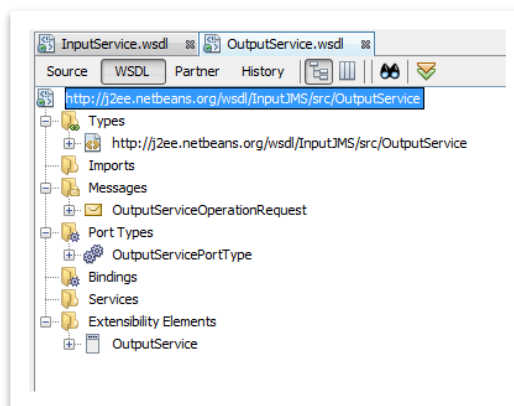 InputService.wsdl OutputService.wsdl
Source WSDL Partner History
http://j2ee.netbeans.org/wsdl/InputJMS/src/OutputService
Types
http://j2ee.netbeans.org/wsdl/InputJMS/src/OutputService
Imports
Messages
OutputServiceOperationRequest
Port Types
OutputServicePortType
Bindings
Services
Extensibility Elements
OutputService